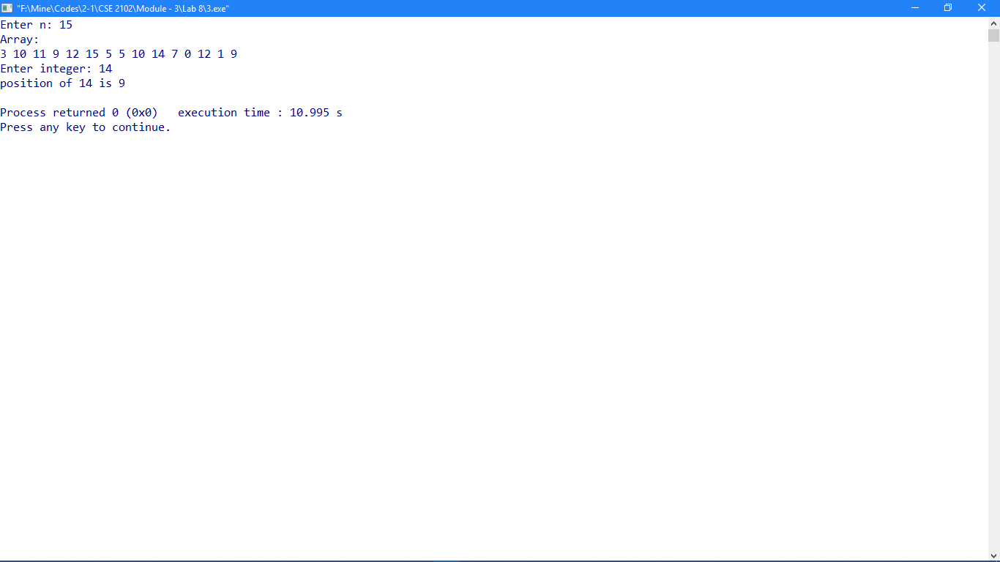 "F:\Mine\Codes\2-1\CSE 2102\Module - 3\Lab 8\3.exe"
Enter n: 15
Array:
3 10 11 9 12 15 5 5 10 14 7 0 12 1 9
Enter integer: 14
position of 14 is 9
Process returned 0 (0x0)   execution time : 10.995 s
Press any key to continue.